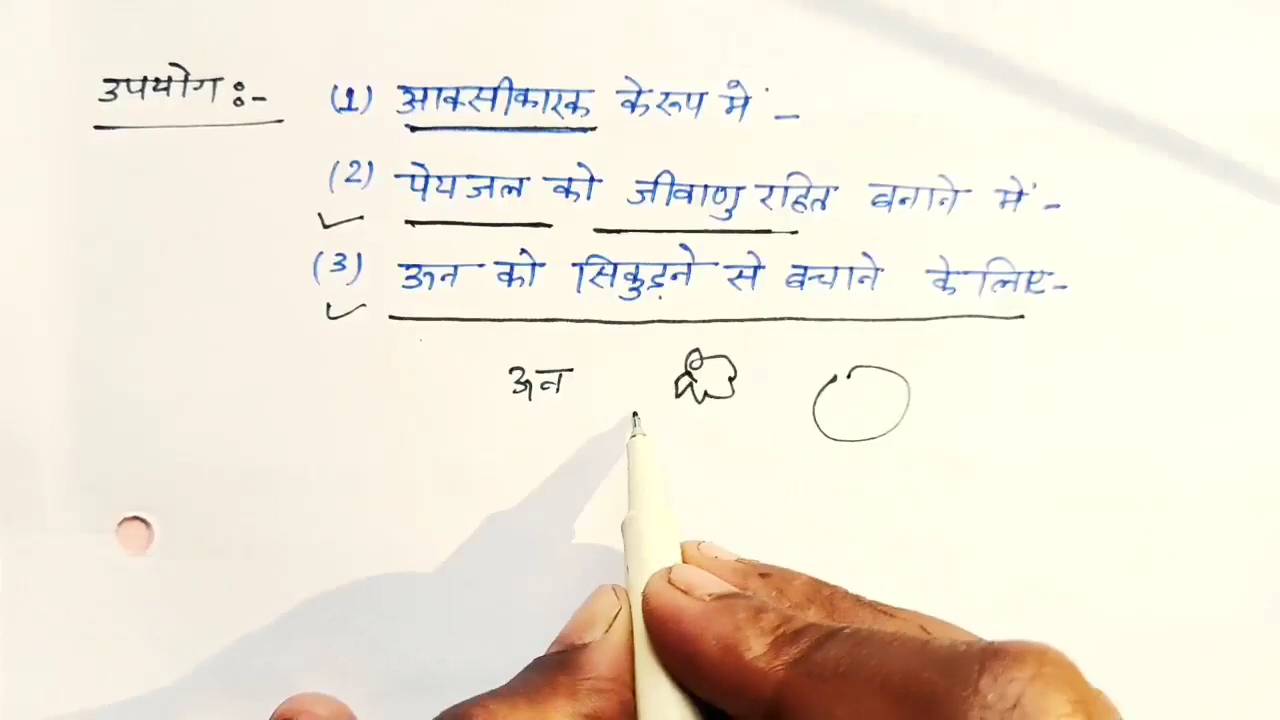 उपयोग :- (1) आक्सीकारक के रूप में -
(2) पेयजल को जीवाणु रहित बनाने में -
(3) ऊन को सिकुड़ने से बचाने के लिए -
ऊन